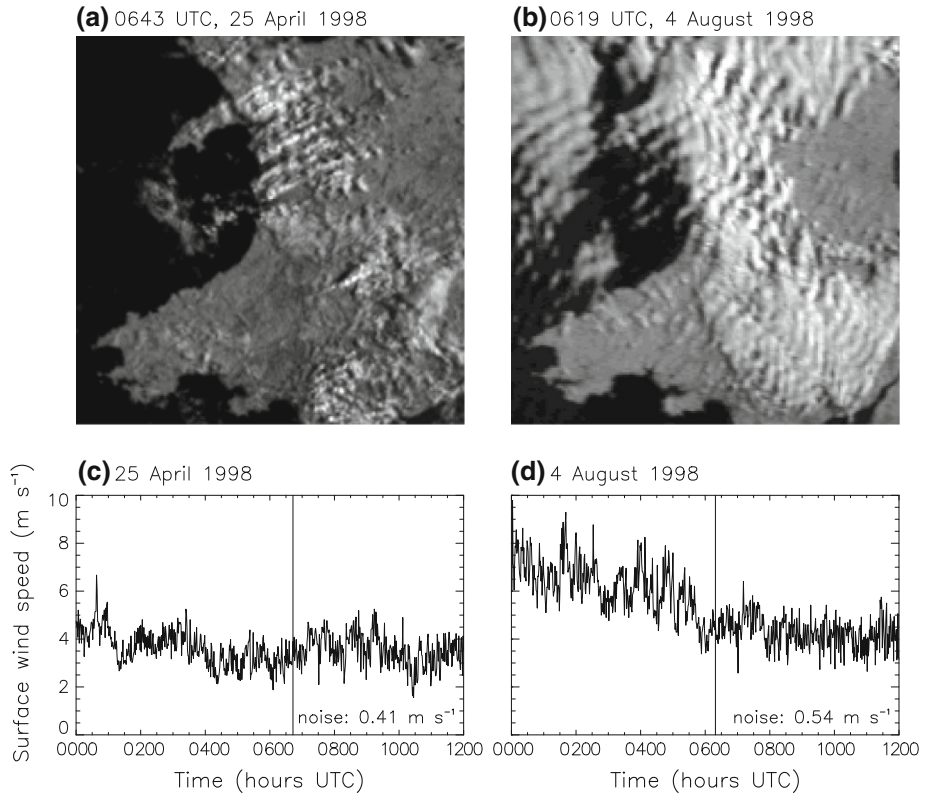 (a) 0643 UTC, 25 April 1998
(b) 0619 UTC, 4 August 1998
(c) 25 April 1998
(d) 4 August 1998
Surface wind speed (m s⁻¹)
10
8
6
4
2
0
noise: 0.41 m s⁻¹
noise: 0.54 m s⁻¹
0000 0200 0400 0600 0800 1000 1200
0000 0200 0400 0600 0800 1000 1200
Time (hours UTC)
Time (hours UTC)